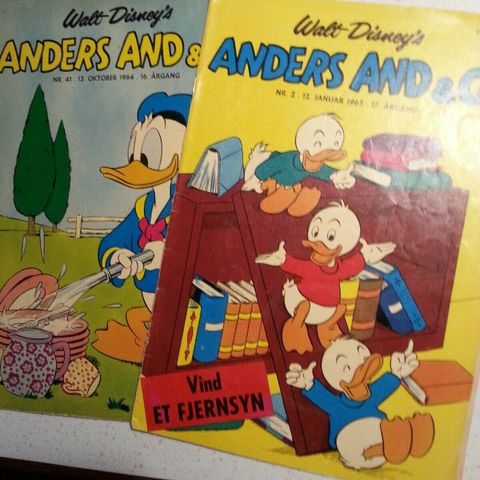 Walt Disney's
ANDERS AND &
NR. 41 · 13. OKTOBER 1964 · 16. ÅRGANG
Walt Disney's
ANDERS AND & C
NR. 2 · 12. JANUAR 1965 · 17. ÅRGANG
Vind
ET FJERNSYN